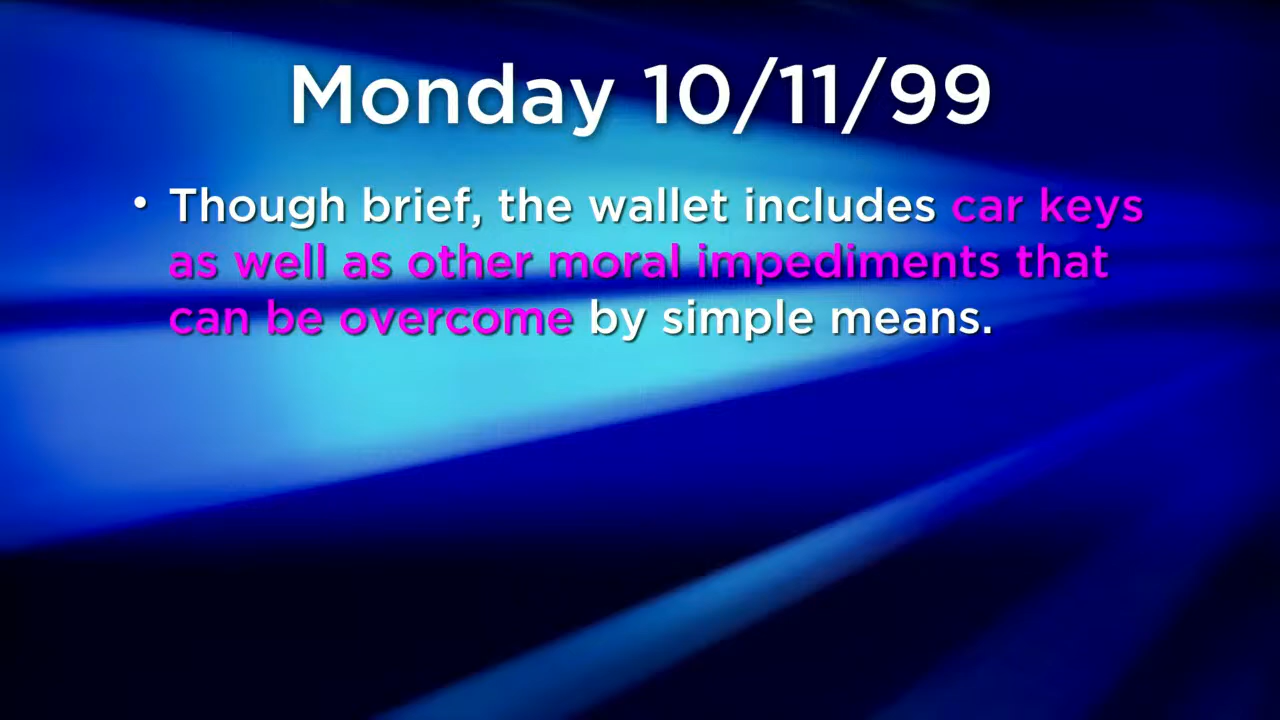 Monday 10/11/99
• Though brief, the wallet includes car keys
as well as other moral impediments that
can be overcome by simple means.